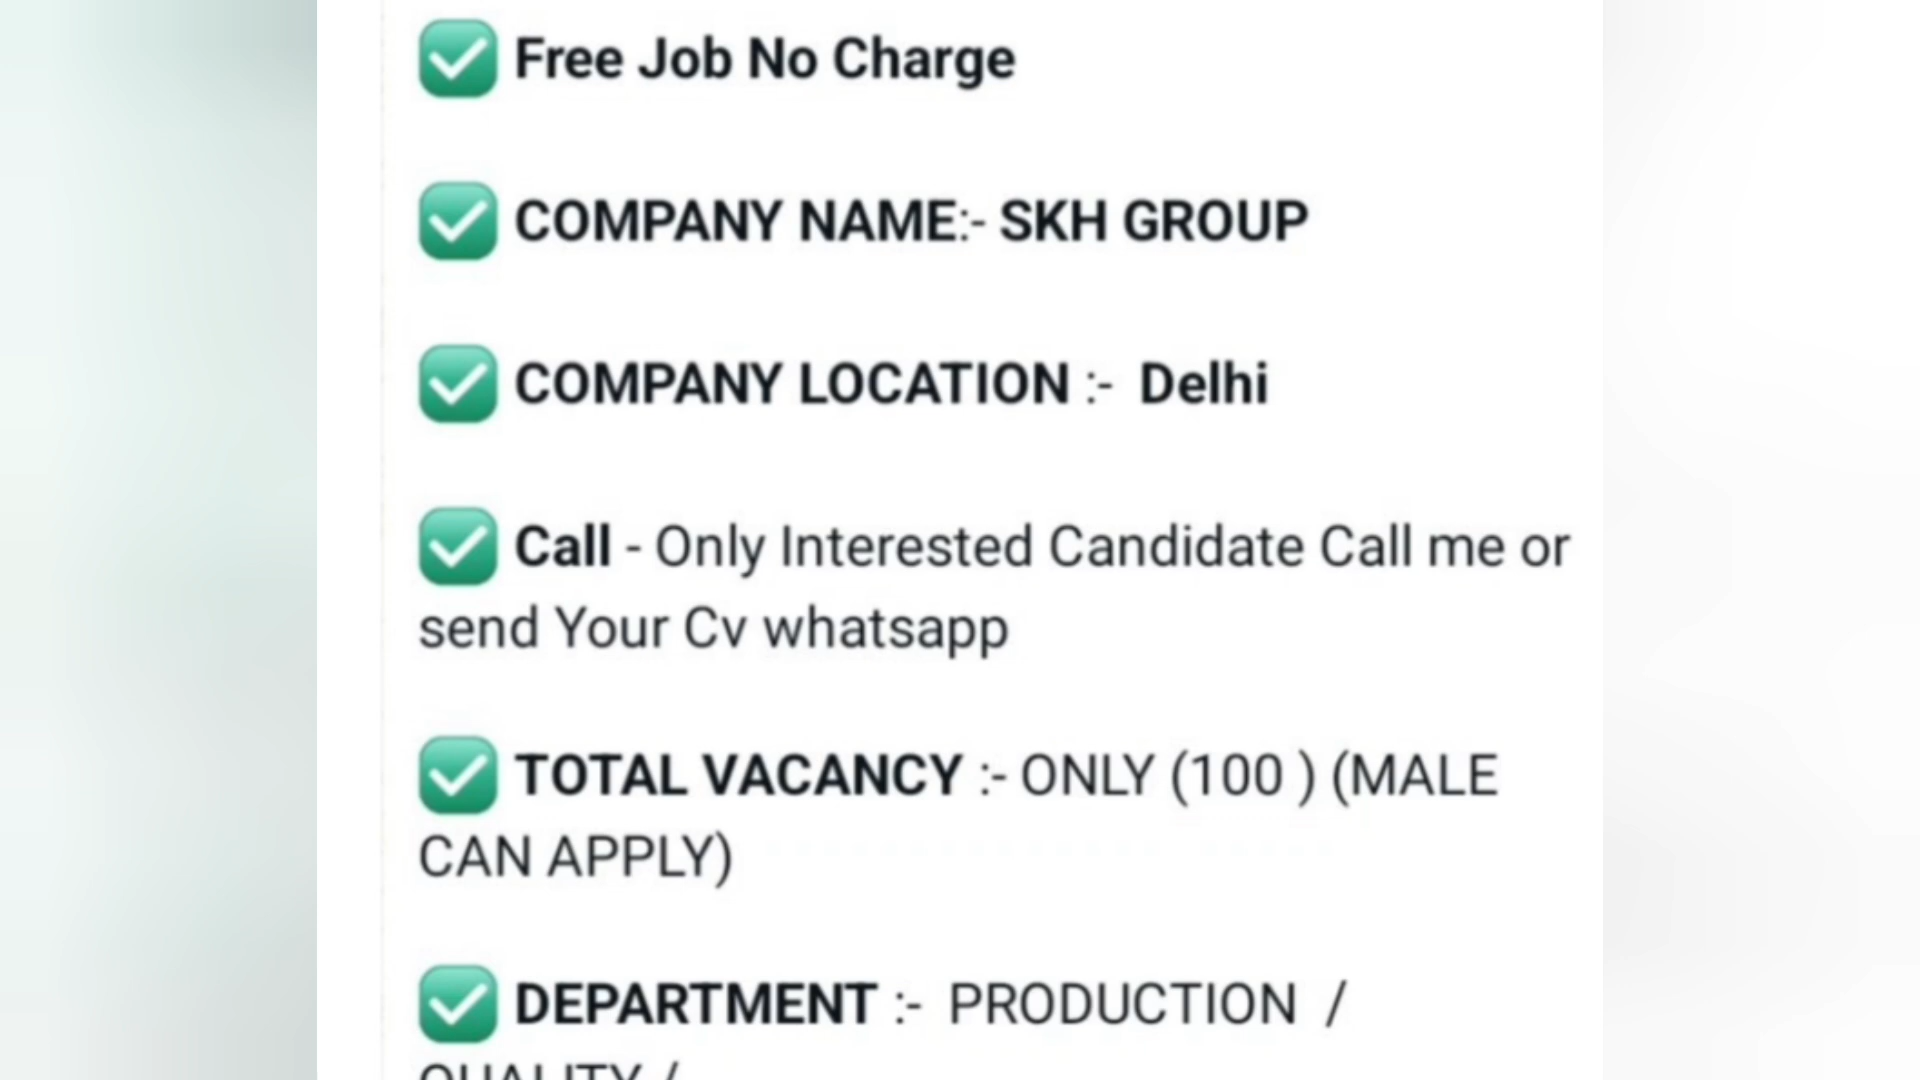 ✅ Free Job No Charge
✅ COMPANY NAME:- SKH GROUP
✅ COMPANY LOCATION :- Delhi
✅ Call - Only Interested Candidate Call me or
send Your Cv whatsapp
✅ TOTAL VACANCY :- ONLY (100 ) (MALE
CAN APPLY)
✅ DEPARTMENT :- PRODUCTION /
QUALITY /